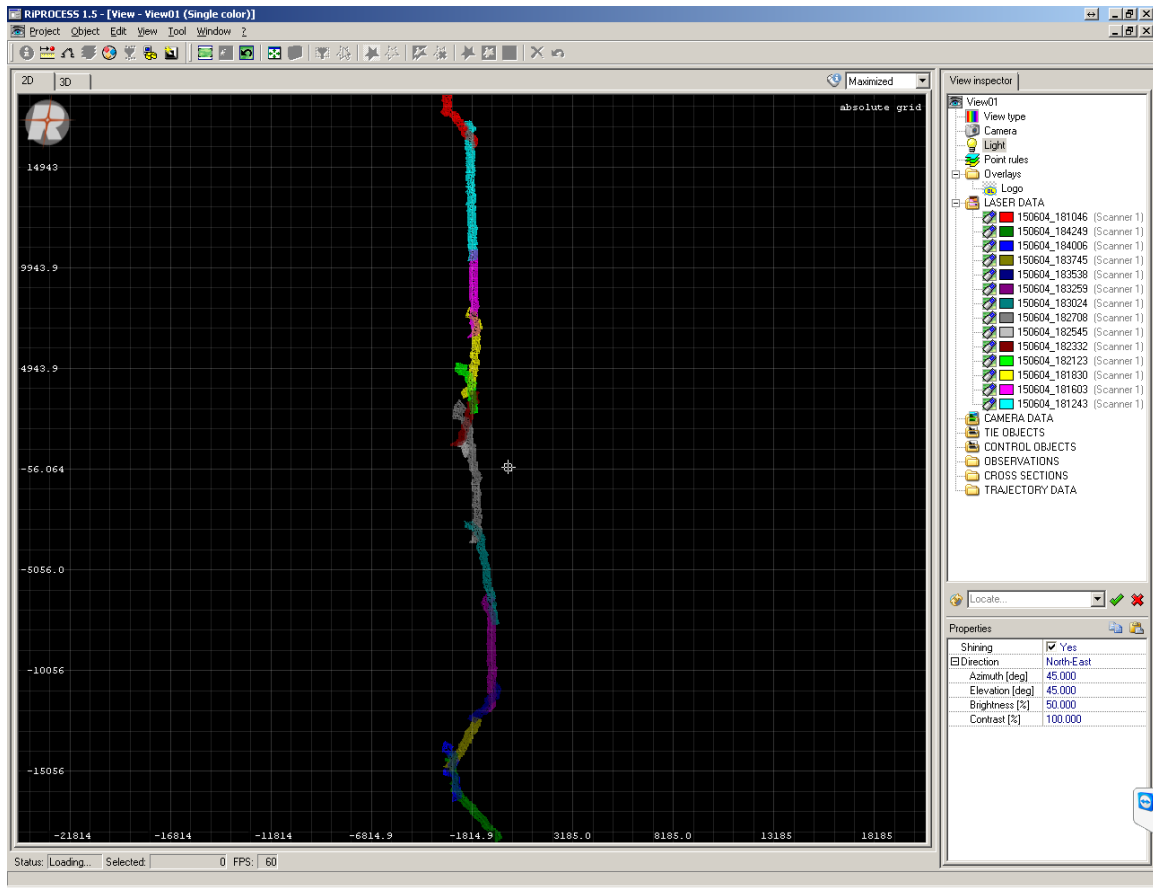 RiPROCESS 1.5 - [View - View01 (Single color)]
Project Object Edit View Tool Window ?
2D 3D Maximized
absolute grid
14943
9943.9
4943.9
-56.064
-5056.0
-10056
-15056
-21814 -16814 -11814 -6814.9 -1814.9 3185.0 8185.0 13185 18185
Status: Loading... Selected: 0 FPS: 60
View inspector
View01
View type
Camera
Light
Point rules
Overlays
Logo
LASER DATA
150604_181046 (Scanner 1)
150604_184249 (Scanner 1)
150604_184006 (Scanner 1)
150604_183745 (Scanner 1)
150604_183538 (Scanner 1)
150604_183259 (Scanner 1)
150604_183024 (Scanner 1)
150604_182708 (Scanner 1)
150604_182545 (Scanner 1)
150604_182332 (Scanner 1)
150604_182123 (Scanner 1)
150604_181830 (Scanner 1)
150604_181603 (Scanner 1)
150604_181243 (Scanner 1)
CAMERA DATA
TIE OBJECTS
CONTROL OBJECTS
OBSERVATIONS
CROSS SECTIONS
TRAJECTORY DATA
Locate...
Properties
Shining Yes
Direction North-East
Azimuth [deg] 45.000
Elevation [deg] 45.000
Brightness [%] 50.000
Contrast [%] 100.000